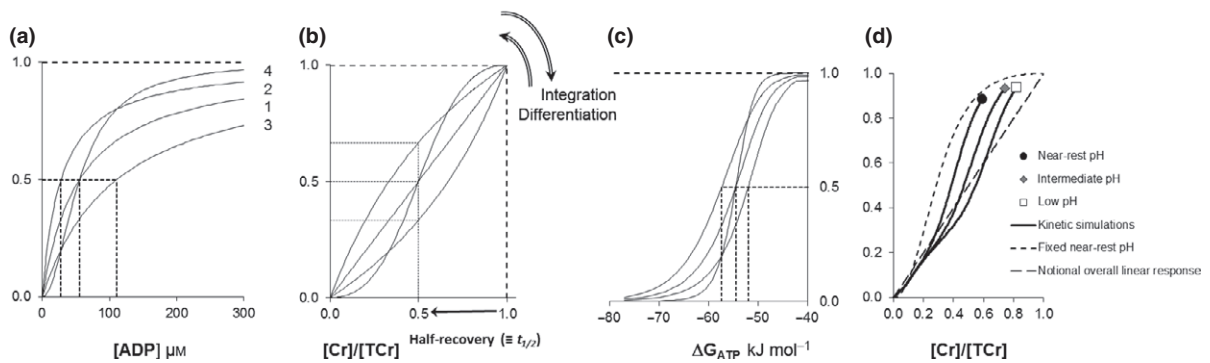 (a)
1.0
0.5
0.0
0
100
200
300
4
2
1
3
[ADP] μM
(b)
1.0
0.5
0.0
0.5
1.0
Half-recovery (≡ t1/2)
[Cr]/[TCr]
Integration
Differentiation
(c)
1.0
0.5
0.0
−80
−70
−60
−50
−40
ΔGATP kJ mol−1
(d)
1.0
0.8
0.6
0.4
0.2
0.0
0.0
0.2
0.4
0.6
0.8
1.0
[Cr]/[TCr]
Near-rest pH
Intermediate pH
Low pH
Kinetic simulations
Fixed near-rest pH
Notional overall linear response